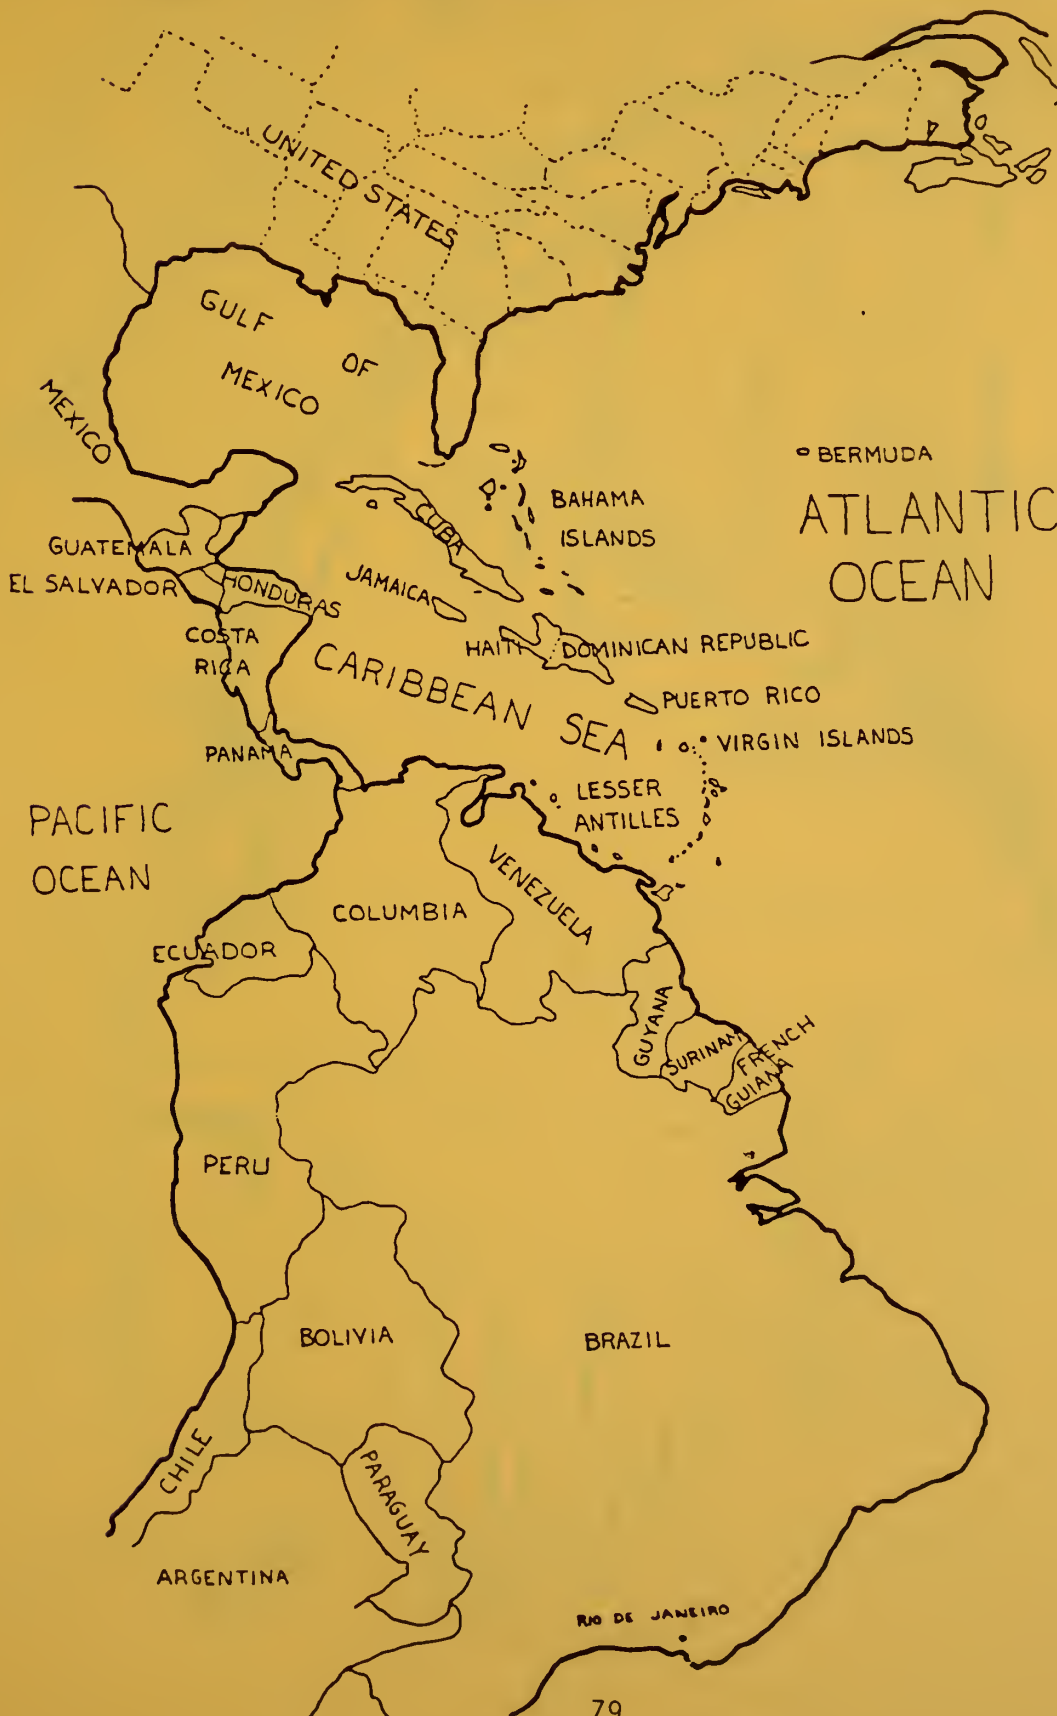 UNITED STATES
GULF
OF
MEXICO
MEXICO
BERMUDA
ATLANTIC
OCEAN
BAHAMA
ISLANDS
CUBA
GUATEMALA
EL SALVADOR
HONDURAS
JAMAICA
COSTA
RICA
HAITI
DOMINICAN REPUBLIC
CARIBBEAN SEA
PUERTO RICO
VIRGIN ISLANDS
PANAMA
LESSER
ANTILLES
PACIFIC
OCEAN
VENEZUELA
COLUMBIA
ECUADOR
GUYANA
SURINAM
FRENCH
GUIANA
PERU
BOLIVIA
BRAZIL
CHILE
PARAGUAY
ARGENTINA
RIO DE JANEIRO
79